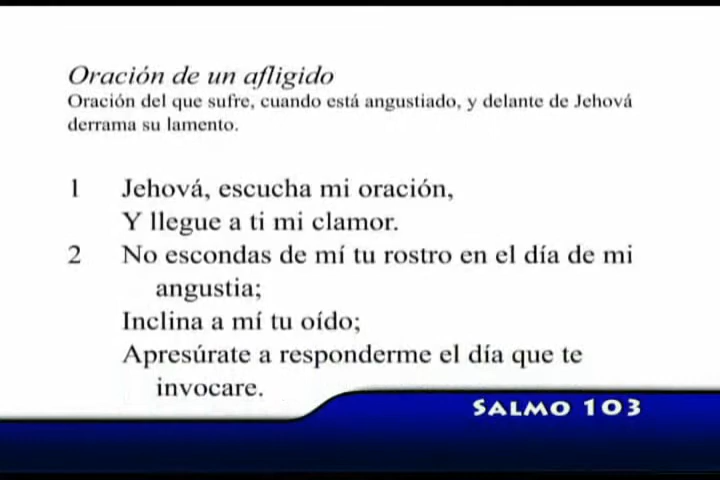 Oración de un afligido
Oración del que sufre, cuando está angustiado, y delante de Jehová
derrama su lamento.
1 Jehová, escucha mi oración,
Y llegue a ti mi clamor.
2 No escondas de mí tu rostro en el día de mi
angustia;
Inclina a mí tu oído;
Apresúrate a responderme el día que te
invocare.
SALMO 103